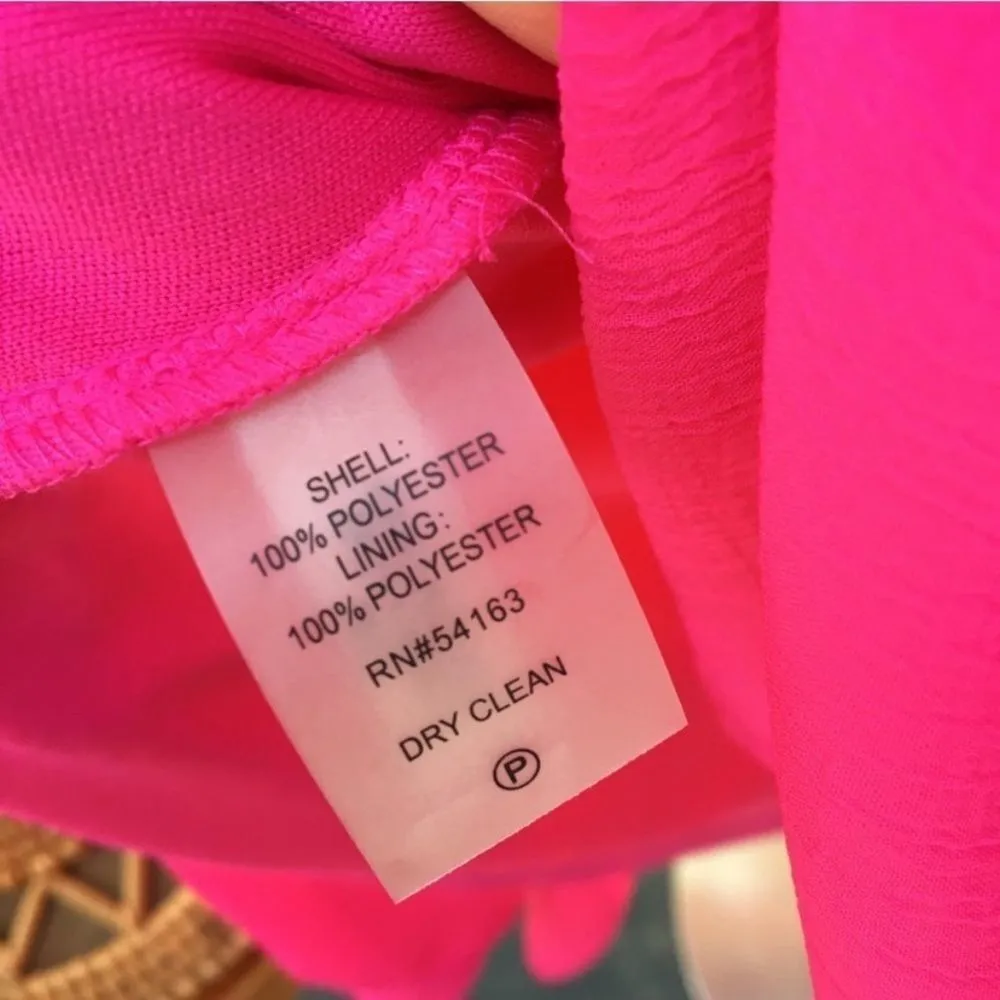 SHELL:
100% POLYESTER
LINING:
100% POLYESTER
RN#54163
DRY CLEAN
P